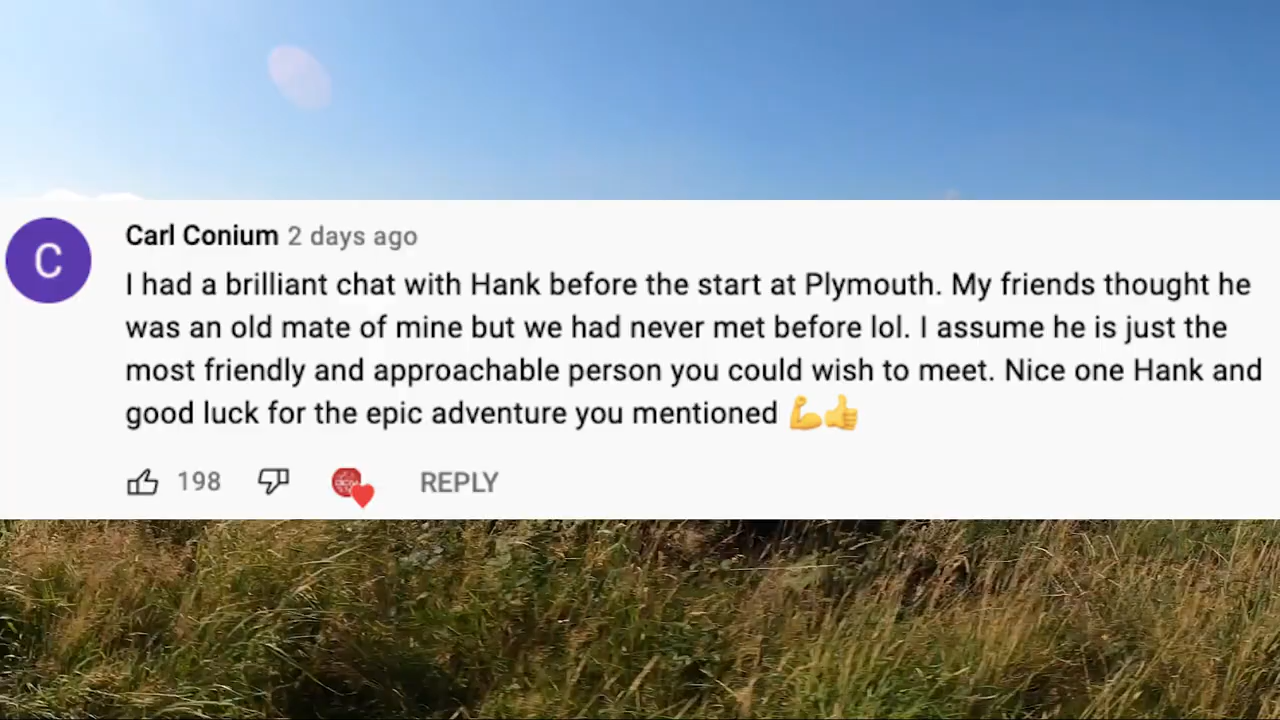 C
Carl Conium 2 days ago
I had a brilliant chat with Hank before the start at Plymouth. My friends thought he
was an old mate of mine but we had never met before lol. I assume he is just the
most friendly and approachable person you could wish to meet. Nice one Hank and
good luck for the epic adventure you mentioned 💪👍
198 REPLY